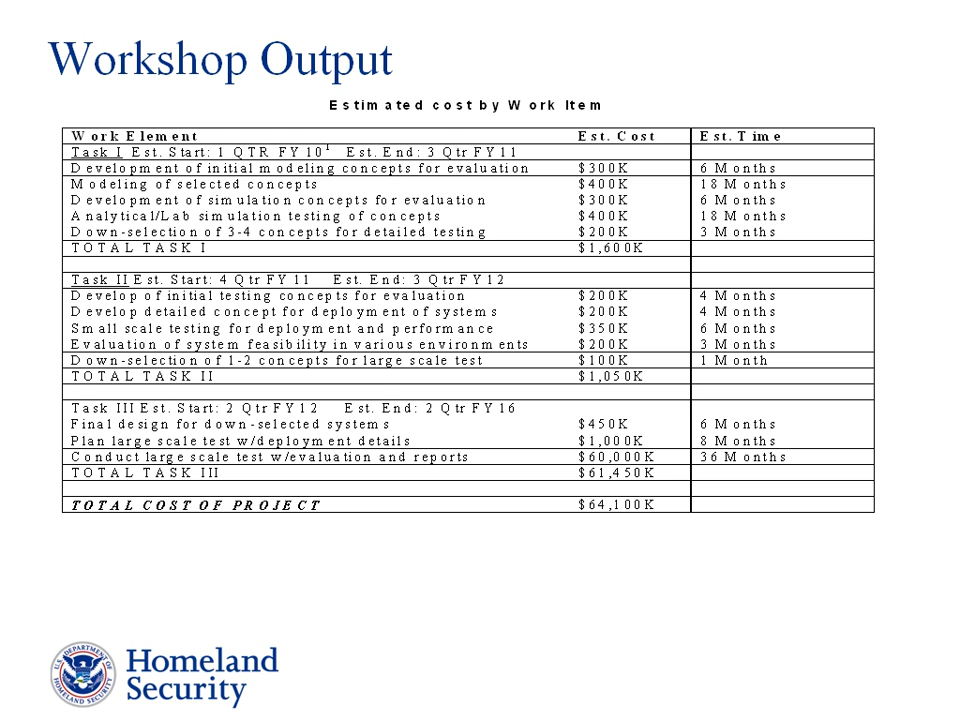 Workshop Output
Estimated cost by Work Item
Work Element Est. Cost Est. Time
Task I Est. Start: 1 QTR FY 10¹ Est. End: 3 Qtr FY11
Development of initial modeling concepts for evaluation $300K 6 Months
Modeling of selected concepts $400K 18 Months
Development of simulation concepts for evaluation $300K 6 Months
Analytical/Lab simulation testing of concepts $400K 18 Months
Down-selection of 3-4 concepts for detailed testing $200K 3 Months
TOTAL TASK I $1,600K
Task II Est. Start: 4 Qtr FY 11 Est. End: 3 Qtr FY12
Develop of initial testing concepts for evaluation $200K 4 Months
Develop detailed concept for deployment of systems $200K 4 Months
Small scale testing for deployment and performance $350K 6 Months
Evaluation of system feasibility in various environments $200K 3 Months
Down-selection of 1-2 concepts for large scale test $100K 1 Month
TOTAL TASK II $1,050K
Task III Est. Start: 2 Qtr FY12 Est. End: 2 Qtr FY16
Final design for down-selected systems $450K 6 Months
Plan large scale test w/deployment details $1,000K 8 Months
Conduct large scale test w/evaluation and reports $60,000K 36 Months
TOTAL TASK III $61,450K
TOTAL COST OF PROJECT $64,100K
U.S. DEPARTMENT OF
HOMELAND SECURITY
Homeland
Security